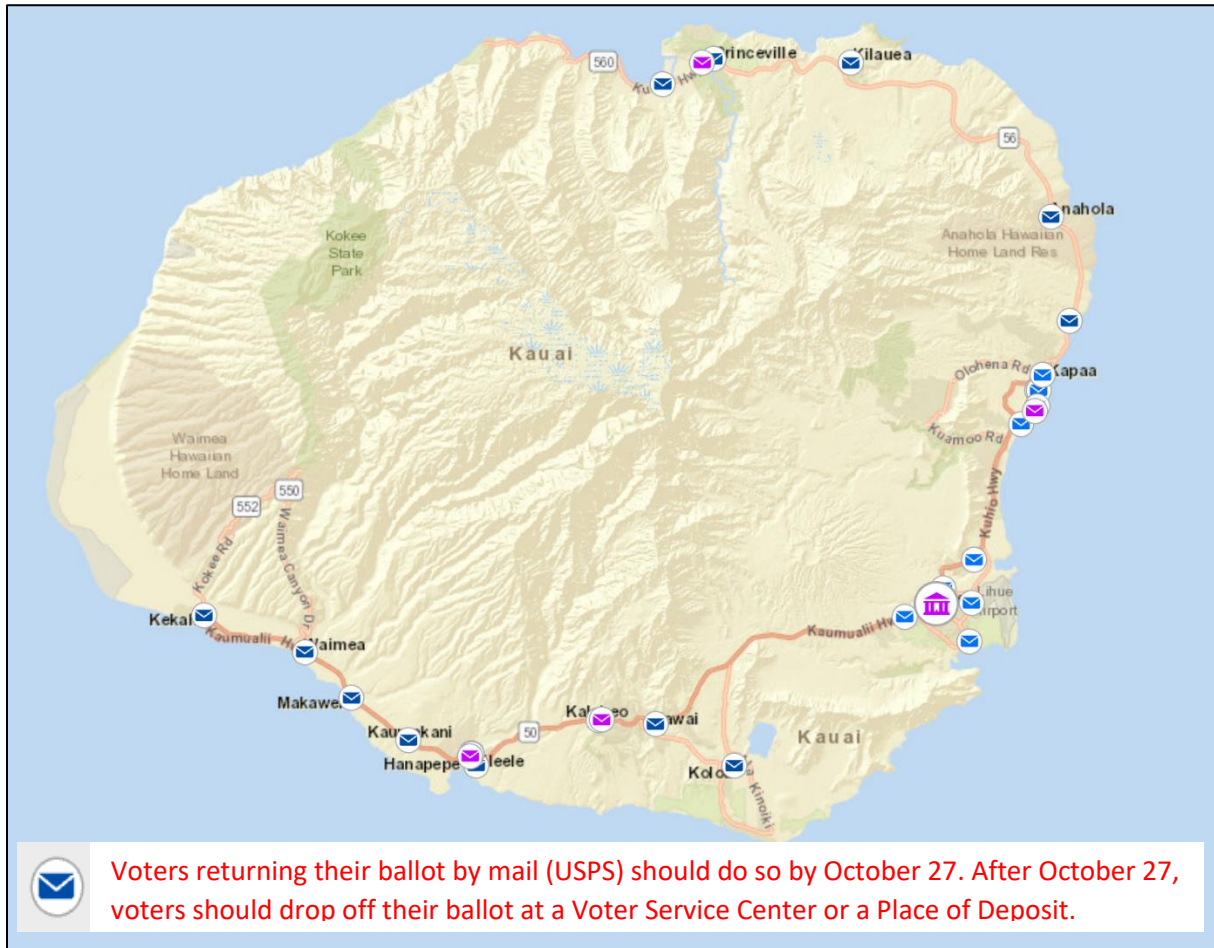 560
Princeville
Kilauea
56
Anahola
Anahola Hawaiian
Home Land Res
Kokee
State
Park
Kauai
Olohena Rd
Kapaa
Kuamoo Rd
Kuhio Hwy
Waimea
Hawaiian
Home Land
550
552
Kokee Rd
Waimea Canyon Dr
Lihue
Airport
Kaumualii Hwy
Waimea
50
Kauai
Voters returning their ballot by mail (USPS) should do so by October 27. After October 27,
voters should drop off their ballot at a Voter Service Center or a Place of Deposit.